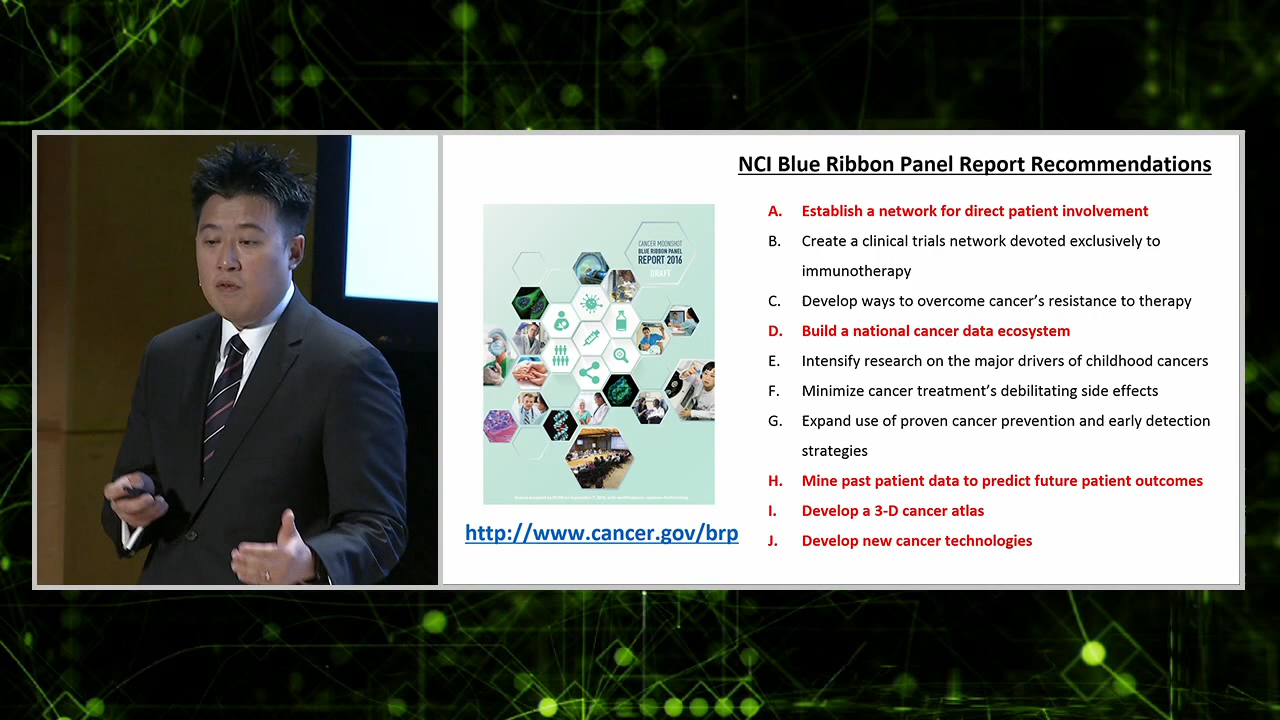 NCI Blue Ribbon Panel Report Recommendations
CANCER MOONSHOT
BLUE RIBBON PANEL
REPORT 2016
DRAFT
http://www.cancer.gov/brp
A. Establish a network for direct patient involvement
B. Create a clinical trials network devoted exclusively to
immunotherapy
C. Develop ways to overcome cancer’s resistance to therapy
D. Build a national cancer data ecosystem
E. Intensify research on the major drivers of childhood cancers
F. Minimize cancer treatment’s debilitating side effects
G. Expand use of proven cancer prevention and early detection
strategies
H. Mine past patient data to predict future patient outcomes
I. Develop a 3-D cancer atlas
J. Develop new cancer technologies